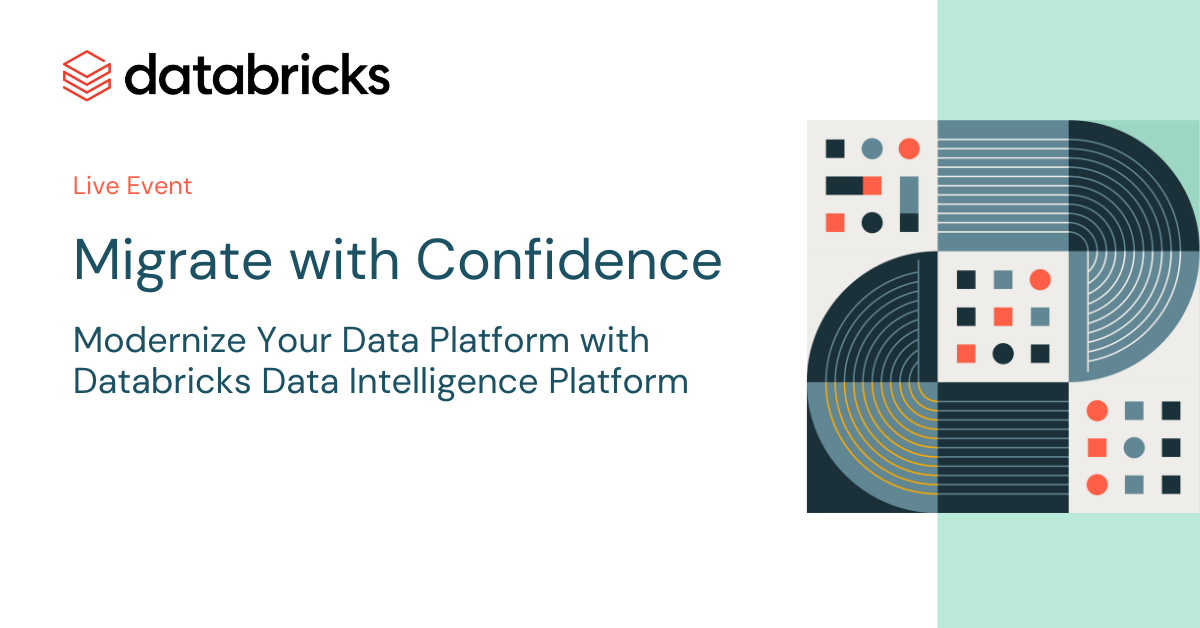 databricks
Live Event
Migrate with Confidence
Modernize Your Data Platform with
Databricks Data Intelligence Platform